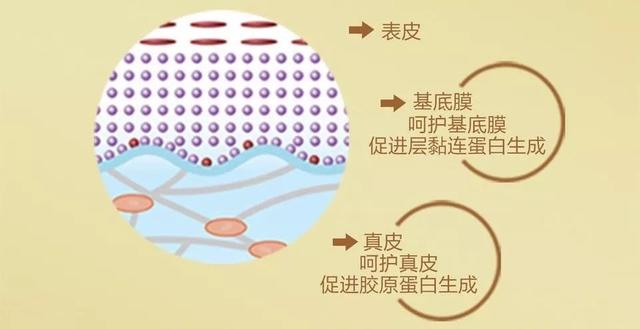 表皮
基底膜
呵护基底膜
促进层黏连蛋白生成
真皮
呵护真皮
促进胶原蛋白生成